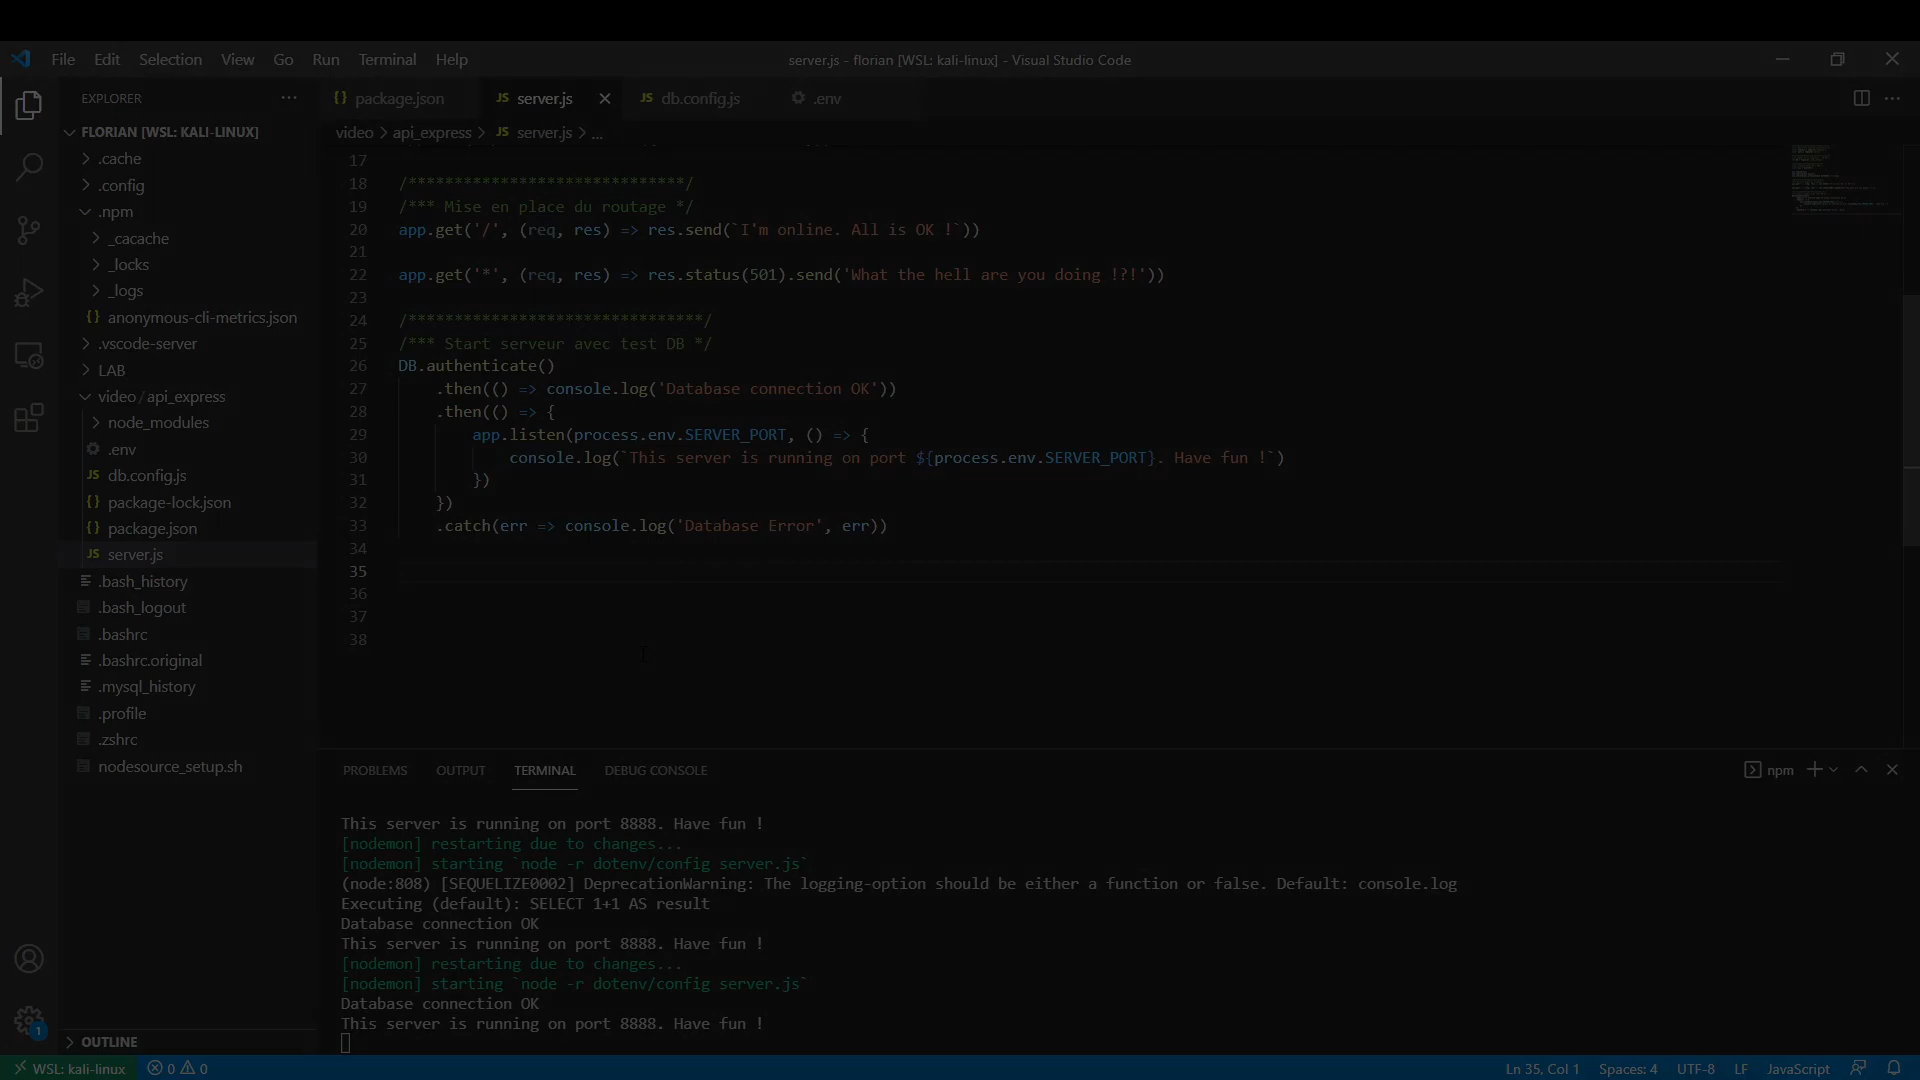 File Edit Selection View Go Run Terminal Help
server.js - florian [WSL: kali-linux] - Visual Studio Code
EXPLORER
FLORIAN [WSL: KALI-LINUX]
.cache
.config
.npm
_cacache
_locks
_logs
{} anonymous-cli-metrics.json
.vscode-server
LAB
video / api_express
node_modules
.env
JS db.config.js
{} package-lock.json
{} package.json
JS server.js
.bash_history
.bash_logout
.bashrc
.bashrc.original
.mysql_history
.profile
.zshrc
nodesource_setup.sh
OUTLINE
{} package.json JS server.js JS db.config.js .env
video > api_express > JS server.js > ...
17
18 /******************************/
19 /*** Mise en place du routage */
20 app.get('/', (req, res) => res.send(`I'm online. All is OK !`))
21
22 app.get('*', (req, res) => res.status(501).send('What the hell are you doing !?!'))
23
24 /********************************/
25 /*** Start serveur avec test DB */
26 DB.authenticate()
27 .then(() => console.log('Database connection OK'))
28 .then(() => {
29 app.listen(process.env.SERVER_PORT, () => {
30 console.log(`This server is running on port ${process.env.SERVER_PORT}. Have fun !`)
31 })
32 })
33 .catch(err => console.log('Database Error', err))
34
35
36
37
38
PROBLEMS OUTPUT TERMINAL DEBUG CONSOLE
npm
This server is running on port 8888. Have fun !
[nodemon] restarting due to changes...
[nodemon] starting `node -r dotenv/config server.js`
(node:808) [SEQUELIZE0002] DeprecationWarning: The logging-option should be either a function or false. Default: console.log
Executing (default): SELECT 1+1 AS result
Database connection OK
This server is running on port 8888. Have fun !
[nodemon] restarting due to changes...
[nodemon] starting `node -r dotenv/config server.js`
Database connection OK
This server is running on port 8888. Have fun !
1
WSL: kali-linux 0 0
Ln 35, Col 1 Spaces: 4 UTF-8 LF JavaScript